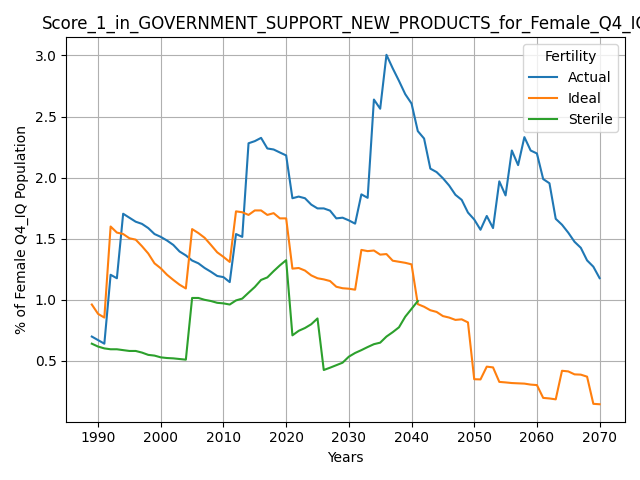 Score_1_in_GOVERNMENT_SUPPORT_NEW_PRODUCTS_for_Female_Q4_IQ
Fertility
Actual
Ideal
Sterile
% of Female Q4_IQ Population
3.0
2.5
2.0
1.5
1.0
0.5
1990 2000 2010 2020 2030 2040 2050 2060 2070
Years